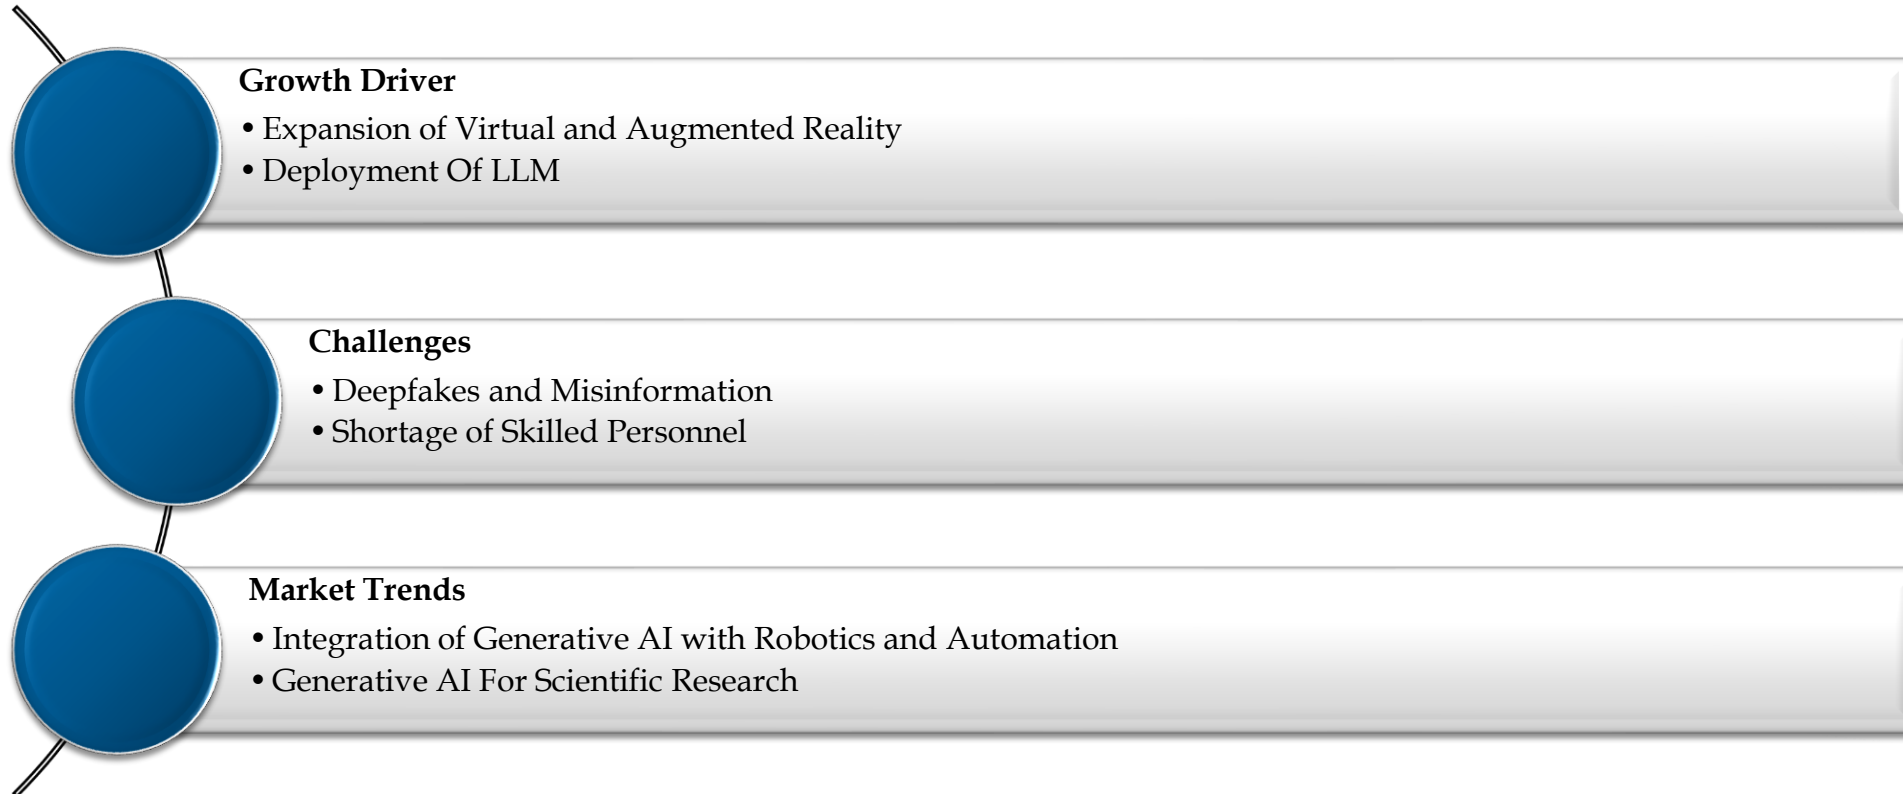 Growth Driver
• Expansion of Virtual and Augmented Reality
• Deployment Of LLM
Challenges
• Deepfakes and Misinformation
• Shortage of Skilled Personnel
Market Trends
• Integration of Generative AI with Robotics and Automation
• Generative AI For Scientific Research